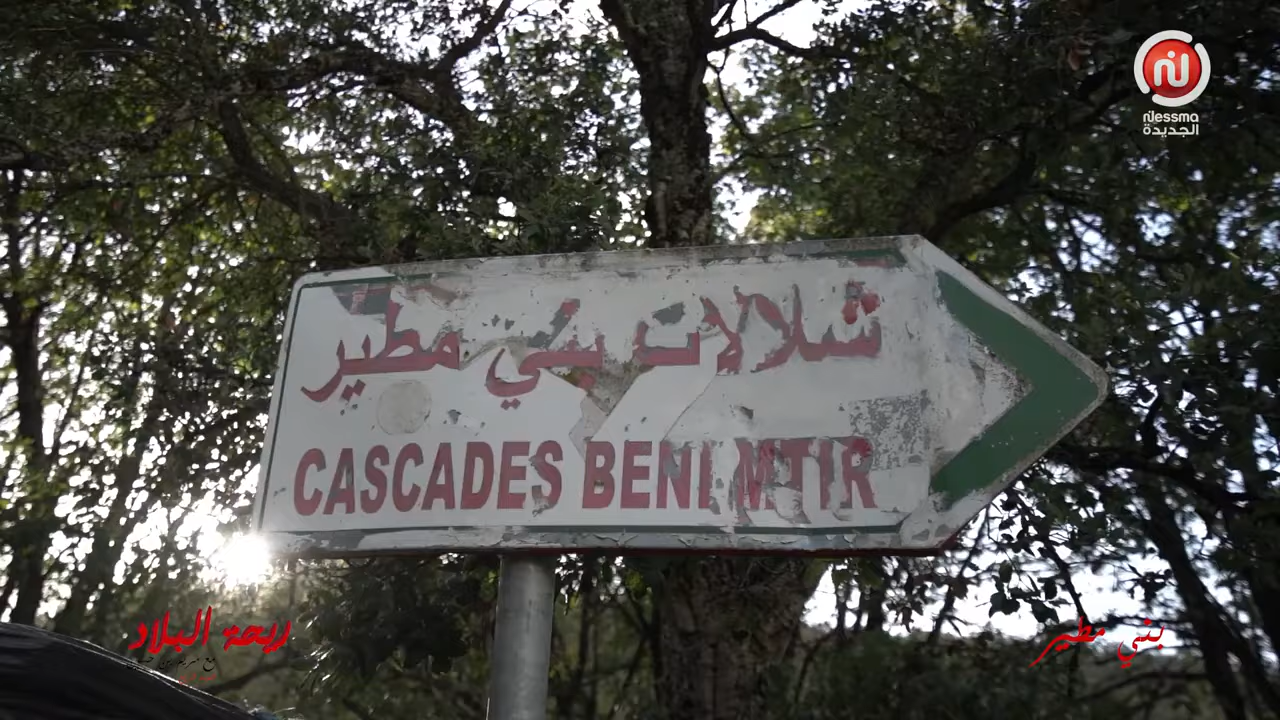 Nessma
الجديدة
شلالات بني مطير
CASCADES BENI MTIR
ريحة البلاد
بني مطير